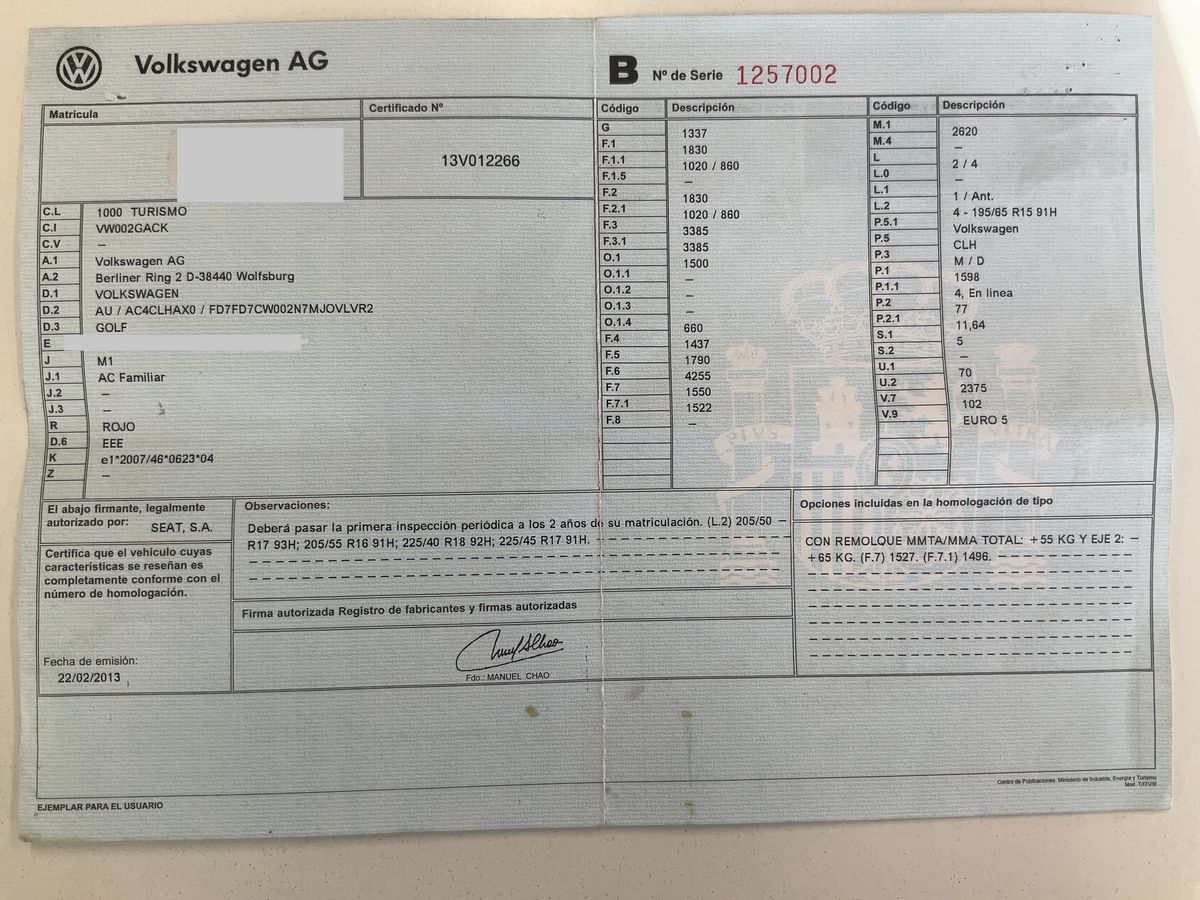 Volkswagen AG
B Nº de Serie 1257002
Matrícula
Certificado Nº
13V012266
C.L 1000 TURISMO
C.I VW002GACK
C.V –
A.1 Volkswagen AG
A.2 Berliner Ring 2 D-38440 Wolfsburg
D.1 VOLKSWAGEN
D.2 AU / AC4CLHAX0 / FD7FD7CW002N7MJOVLVR2
D.3 GOLF
E
J M1
J.1 AC Familiar
J.2 –
J.3 –
R ROJO
D.6 EEE
K e1*2007/46*0623*04
Z –
Código Descripción
G 1337
F.1 1830
F.1.1 1020 / 860
F.1.5 –
F.2 1830
F.2.1 1020 / 860
F.3 3385
F.3.1 3385
O.1 1500
O.1.1 –
O.1.2 –
O.1.3 –
O.1.4 660
F.4 1437
F.5 1790
F.6 4255
F.7 1550
F.7.1 1522
F.8 –
Código Descripción
M.1 2620
M.4 –
L 2 / 4
L.0 –
L.1 1 / Ant.
L.2 4 - 195/65 R15 91H
P.5.1 Volkswagen
P.5 CLH
P.3 M / D
P.1 1598
P.1.1 4, En linea
P.2 77
P.2.1 11,64
S.1 5
S.2 –
U.1 70
U.2 2375
V.7 102
V.9 EURO 5
PLVS VLTRA
El abajo firmante, legalmente
autorizado por: SEAT, S.A.
Certifica que el vehículo cuyas
características se reseñan es
completamente conforme con el
número de homologación.
Fecha de emisión:
22/02/2013
Observaciones:
Deberá pasar la primera inspección periódica a los 2 años de su matriculación. (L.2) 205/50 –
R17 93H; 205/55 R16 91H; 225/40 R18 92H; 225/45 R17 91H.
Firma autorizada Registro de fabricantes y firmas autorizadas
Fdo.: MANUEL CHAO
Opciones incluidas en la homologación de tipo
CON REMOLQUE MMTA/MMA TOTAL: +55 KG Y EJE 2: –
+65 KG. (F.7) 1527. (F.7.1) 1496.
EJEMPLAR PARA EL USUARIO
Centro de Publicaciones. Ministerio de Industria, Energía y Turismo